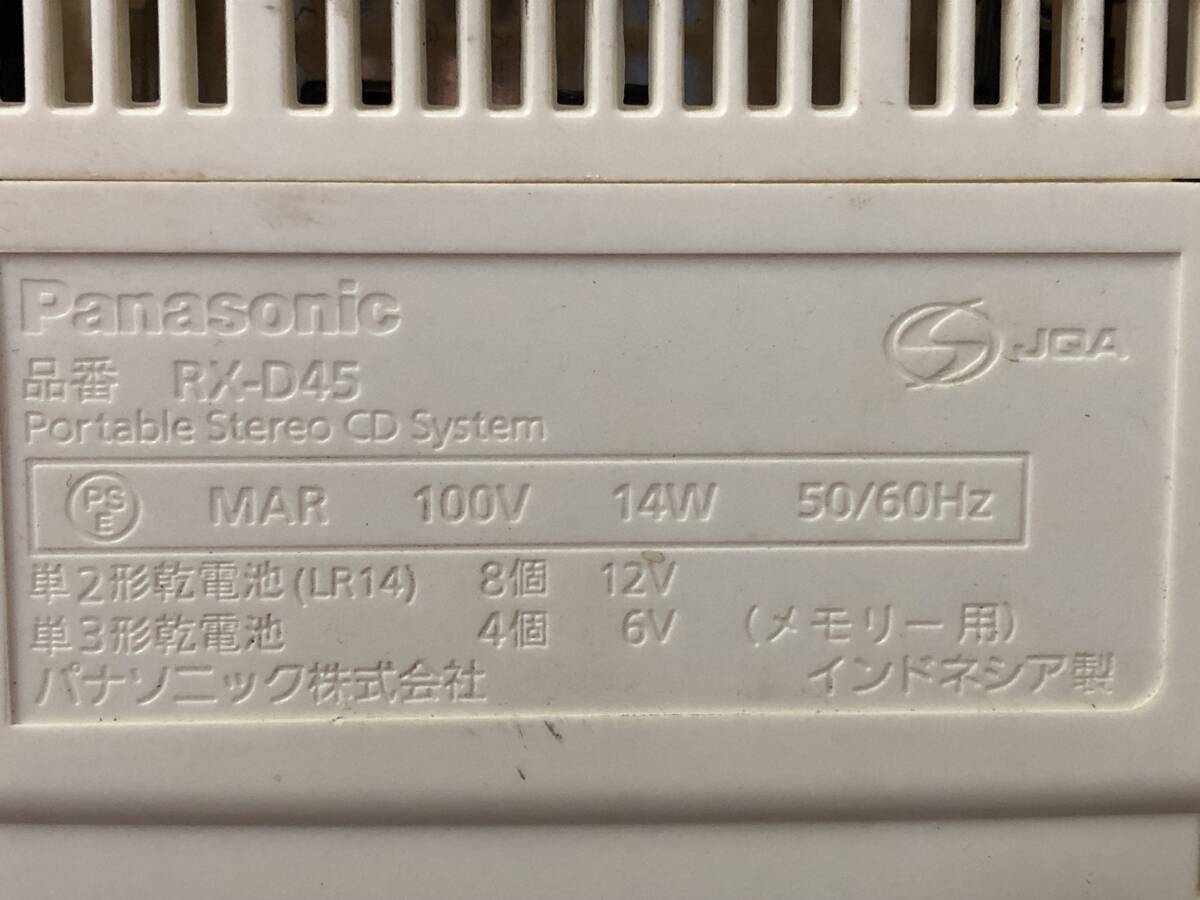 Panasonic
JQA
品番 RX-D45
Portable Stereo CD System
PSE MAR 100V 14W 50/60Hz
単2形乾電池(LR14) 8個 12V
単3形乾電池 4個 6V (メモリー用)
パナソニック株式会社 インドネシア製